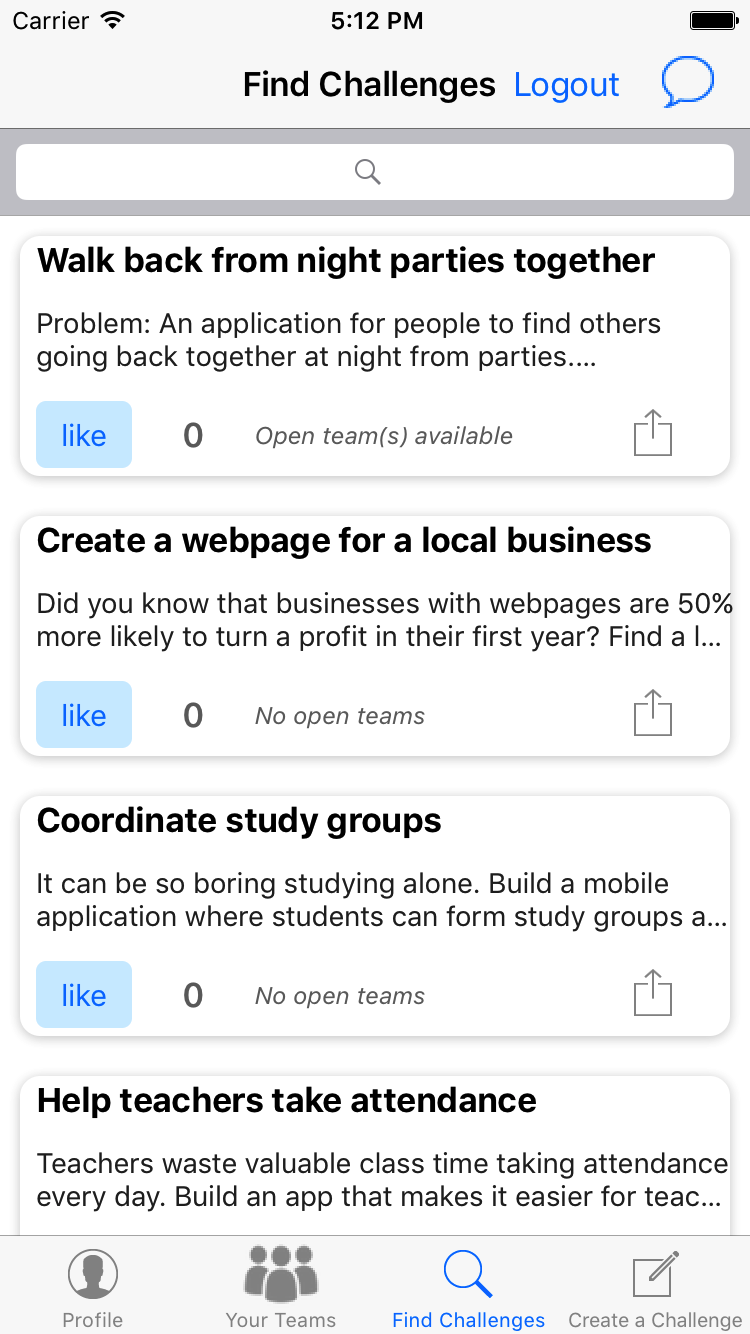 Carrier 5:12 PM
Find Challenges Logout
Walk back from night parties together
Problem: An application for people to find others
going back together at night from parties....
like 0 Open team(s) available
Create a webpage for a local business
Did you know that businesses with webpages are 50%
more likely to turn a profit in their first year? Find a l...
like 0 No open teams
Coordinate study groups
It can be so boring studying alone. Build a mobile
application where students can form study groups a...
like 0 No open teams
Help teachers take attendance
Teachers waste valuable class time taking attendance
every day. Build an app that makes it easier for teac...
Profile Your Teams Find Challenges Create a Challenge